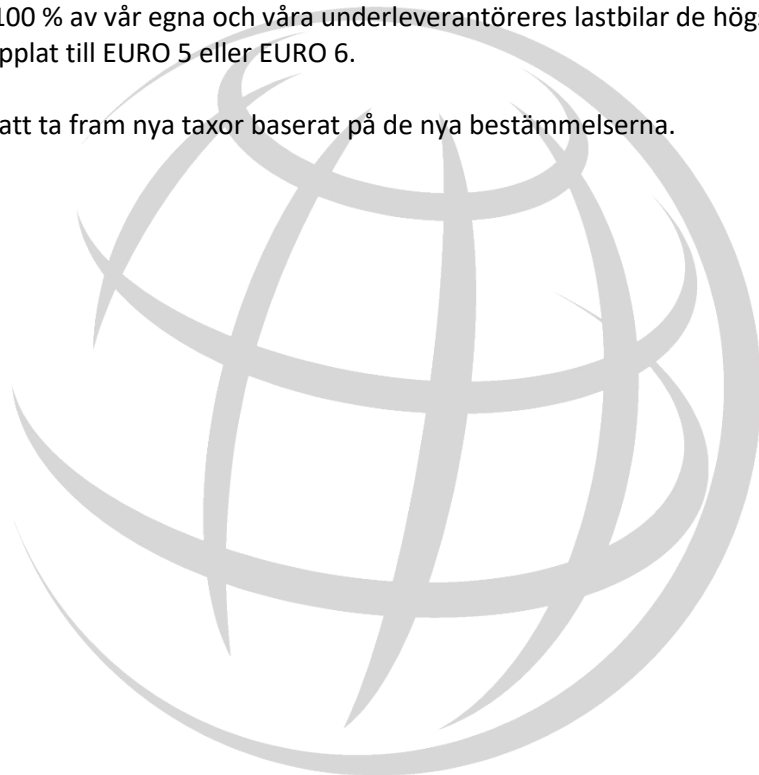 100 % av vår egna och våra underleverantöreres lastbilar de högs
pplat till EURO 5 eller EURO 6.
att ta fram nya taxor baserat på de nya bestämmelserna.